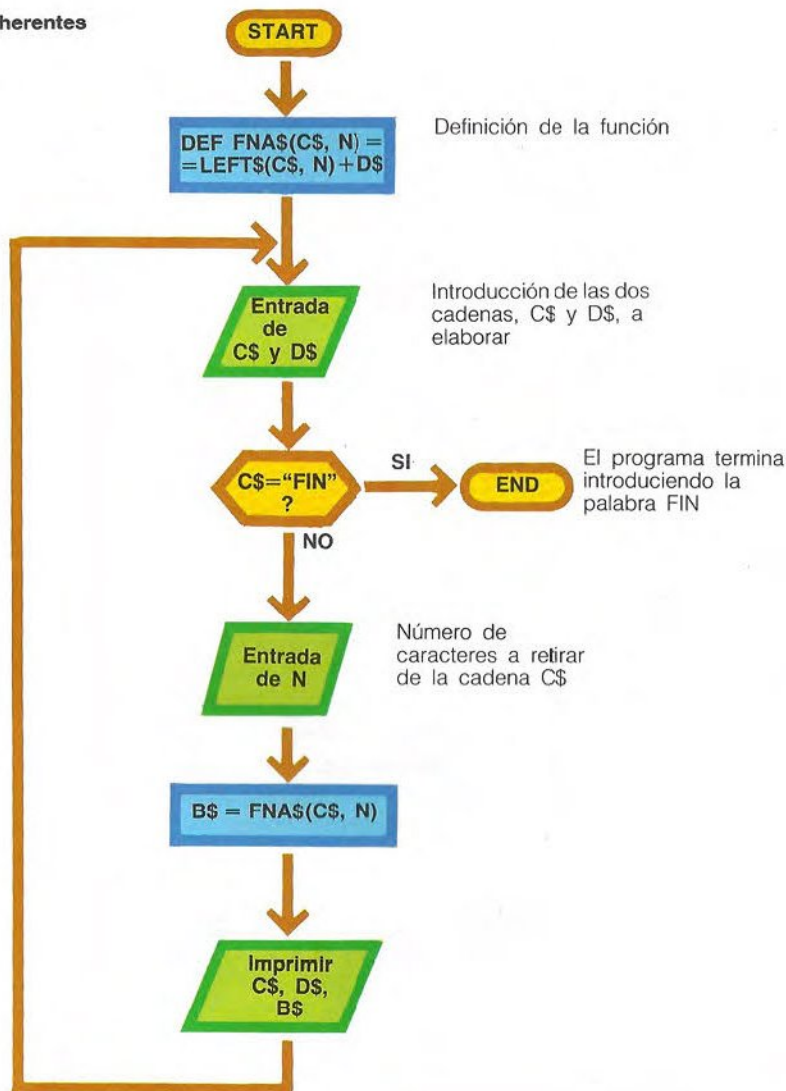 herentes
START
DEF FNA$(C$, N) =
=LEFT$(C$, N)+D$
Definición de la función
Entrada
de
C$ y D$
Introducción de las dos
cadenas, C$ y D$, a
elaborar
C$="FIN"
?
SI
END
El programa termina
introduciendo la
palabra FIN
NO
Entrada
de N
Número de
caracteres a retirar
de la cadena C$
B$ = FNA$(C$, N)
Imprimir
C$, D$,
B$